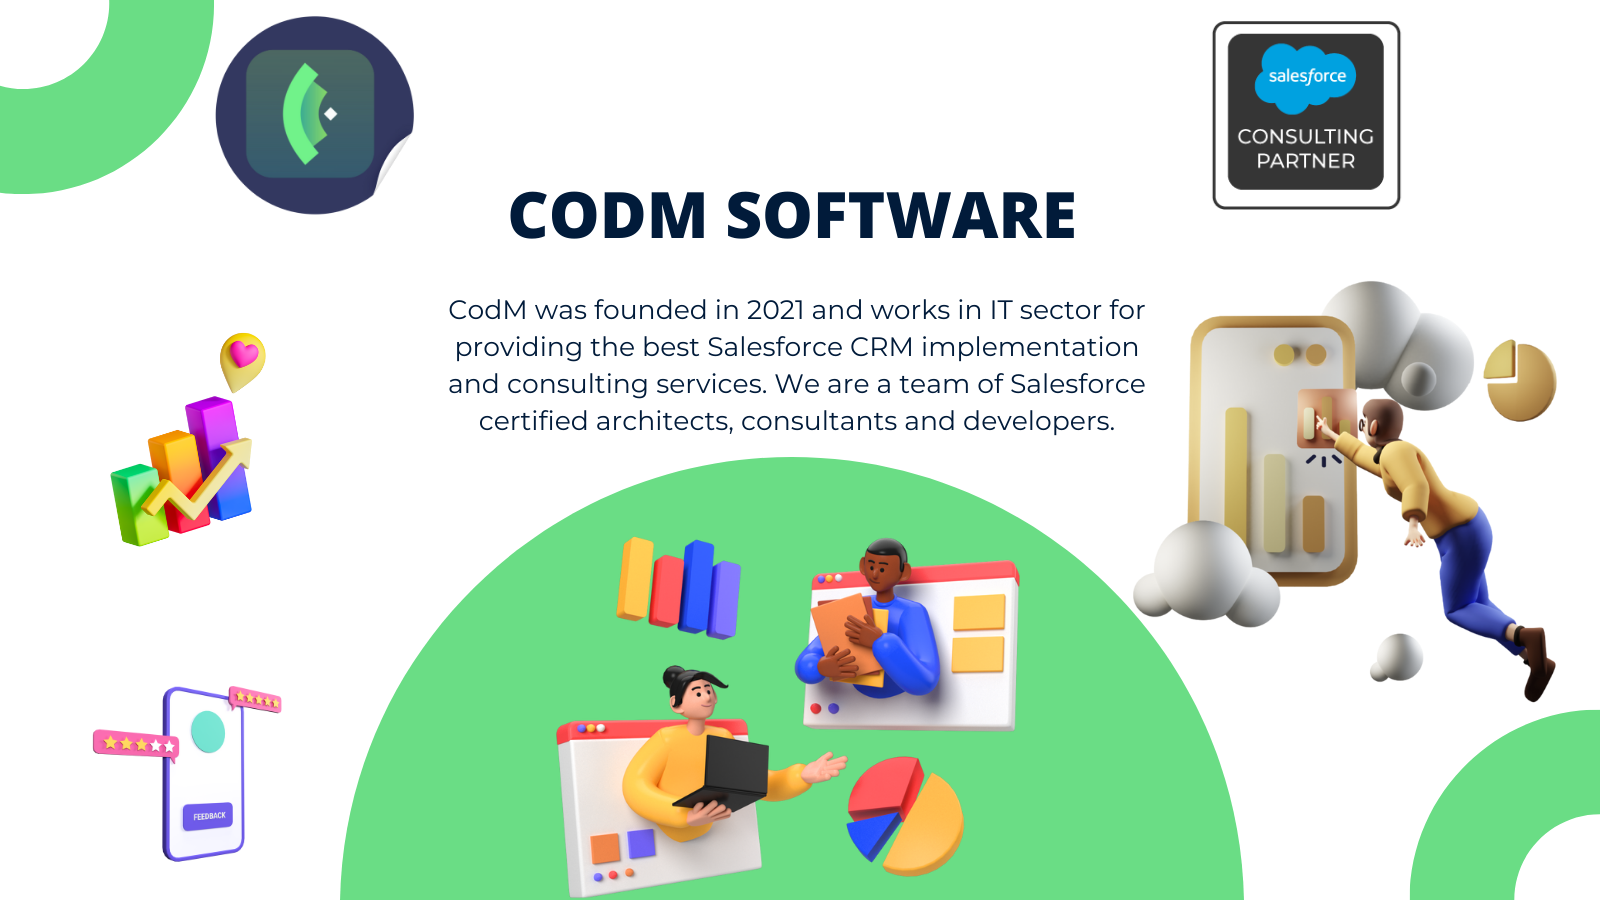 salesforce
CONSULTING
PARTNER
CODM SOFTWARE
CodM was founded in 2021 and works in IT sector for
providing the best Salesforce CRM implementation
and consulting services. We are a team of Salesforce
certified architects, consultants and developers.
FEEDBACK